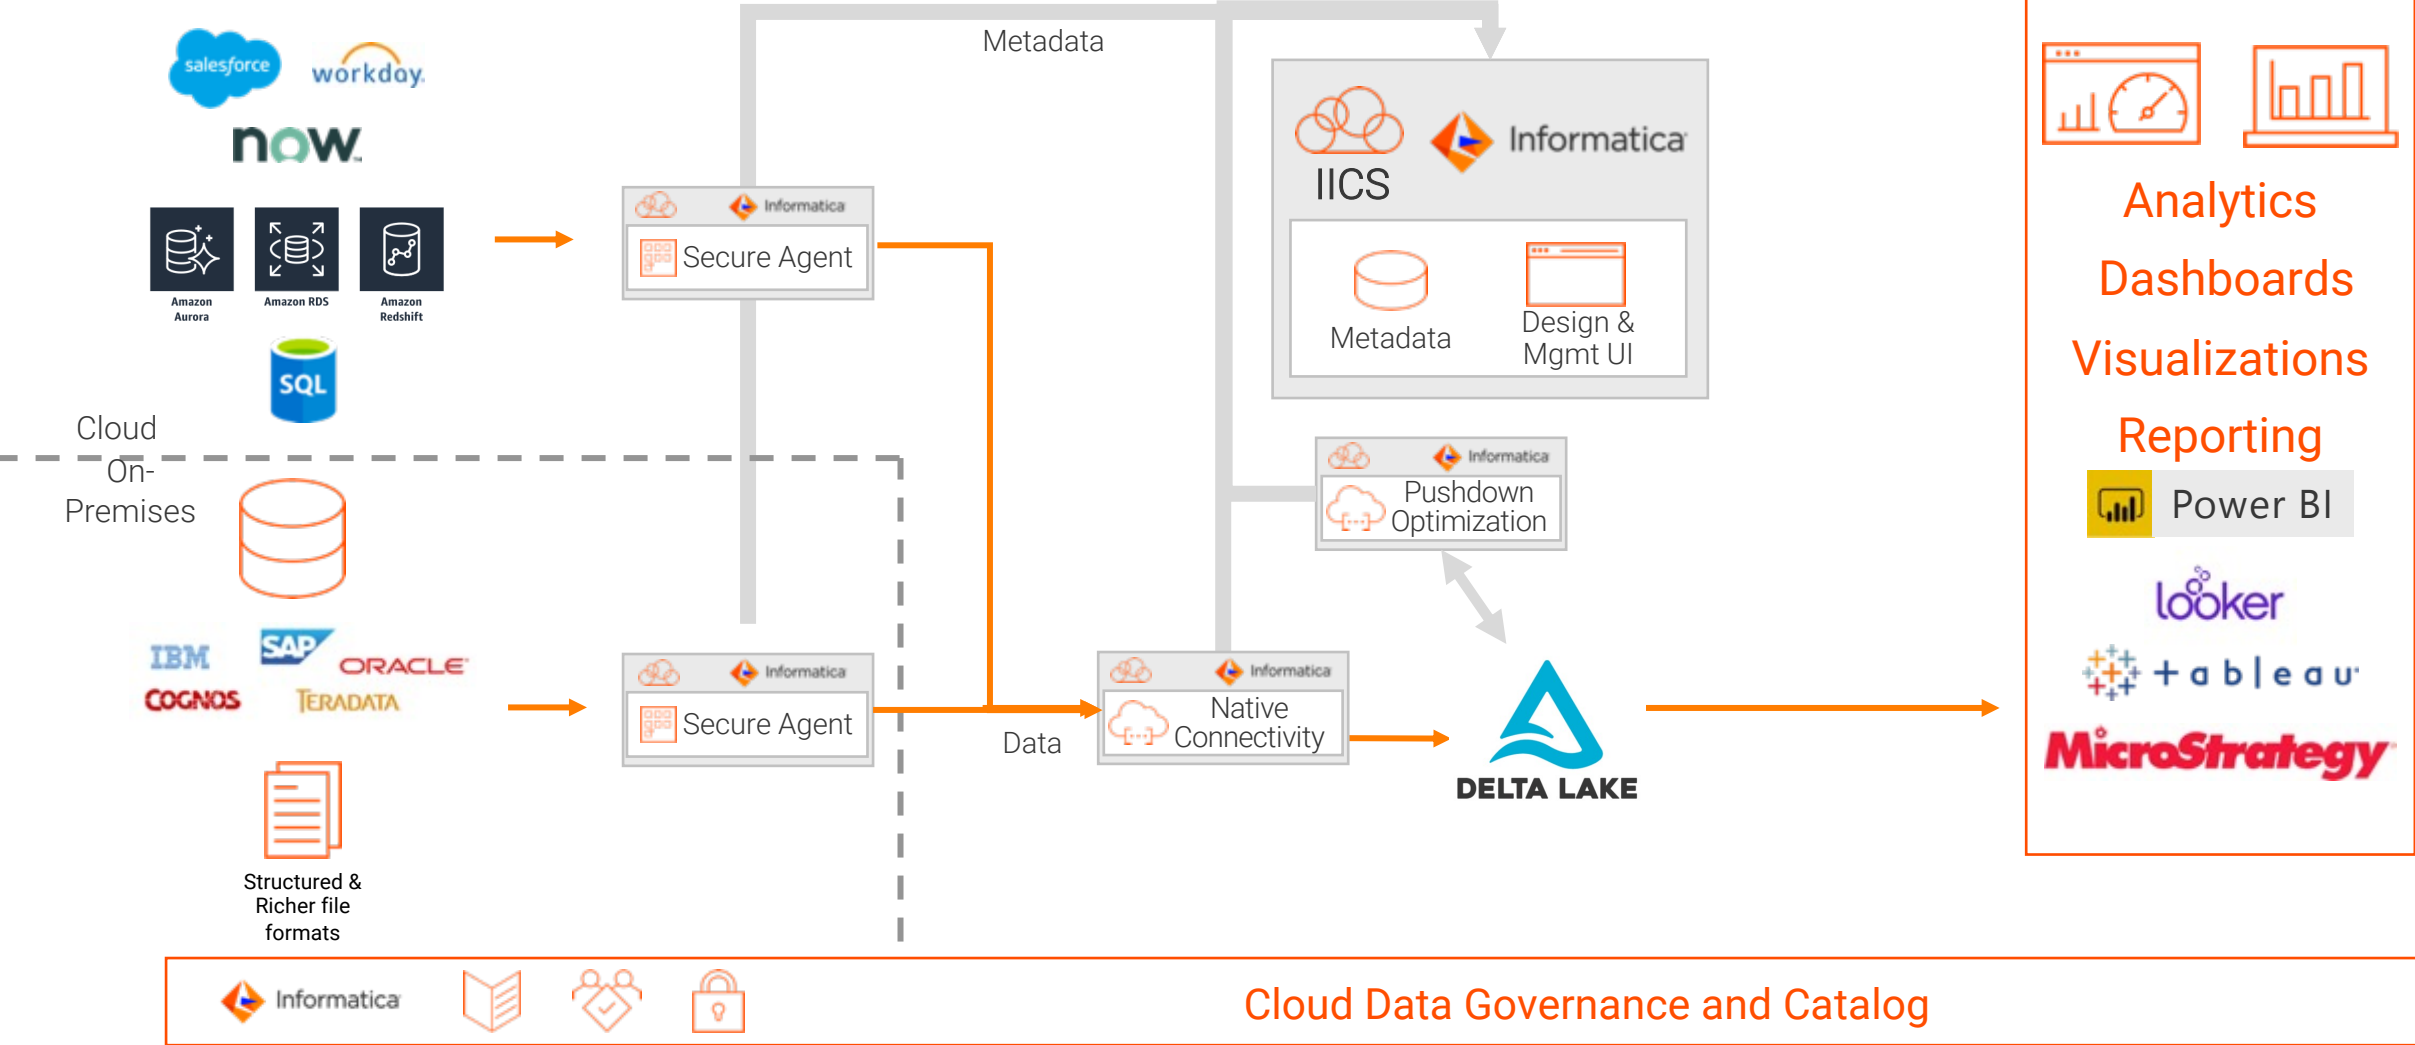 salesforce
workday.
now
Amazon
Aurora
Amazon RDS
Amazon
Redshift
SQL
Cloud
On-
Premises
IBM
COGNOS
SAP
ORACLE
TERADATA
Structured &
Richer file
formats
Metadata
Informatica
Secure Agent
Informatica
Secure Agent
Data
Informatica
IICS
Metadata
Design &
Mgmt UI
Informatica
Pushdown
Optimization
Informatica
Native
Connectivity
DELTA LAKE
Analytics
Dashboards
Visualizations
Reporting
Power BI
looker
+ableau
MicroStrategy
Informatica
Cloud Data Governance and Catalog